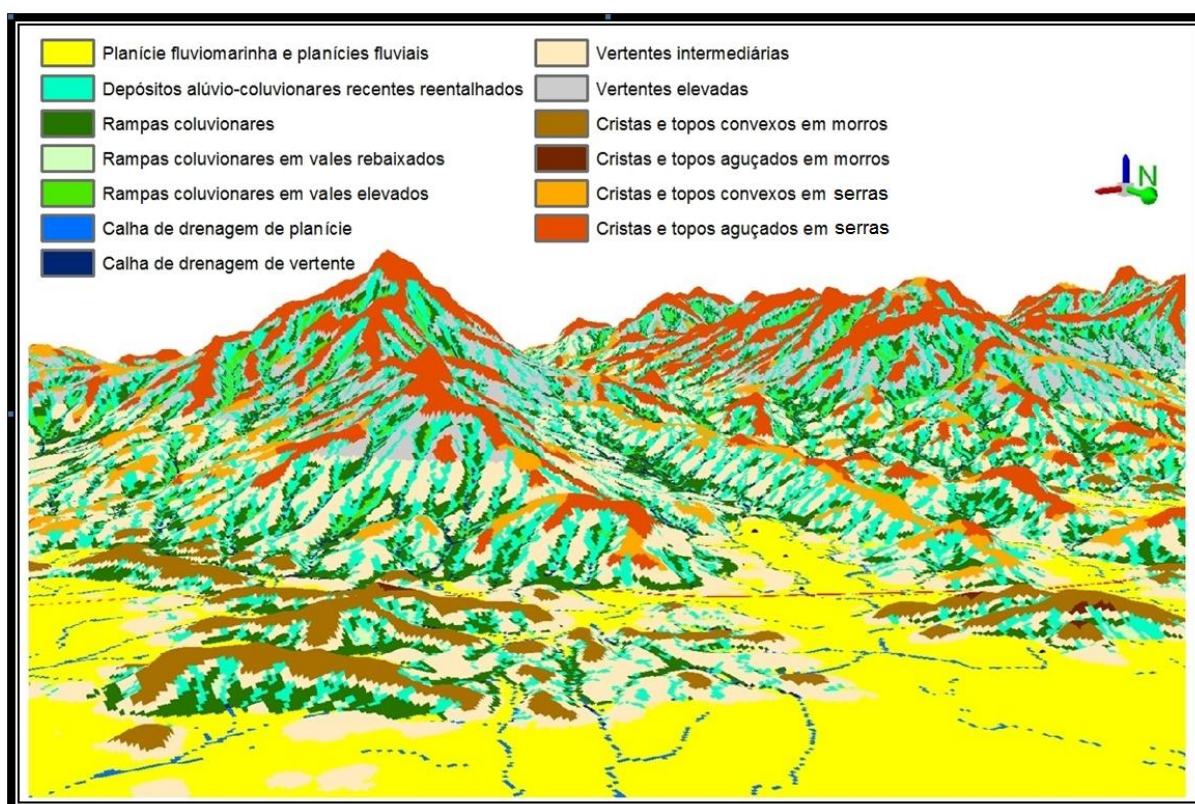 Planície fluviomarinha e planícies fluviais
Depósitos alúvio-coluvionares recentes reentalhados
Rampas coluvionares
Rampas coluvionares em vales rebaixados
Rampas coluvionares em vales elevados
Calha de drenagem de planície
Calha de drenagem de vertente
Vertentes intermediárias
Vertentes elevadas
Cristas e topos convexos em morros
Cristas e topos aguçados em morros
Cristas e topos convexos em serras
Cristas e topos aguçados em serras
N